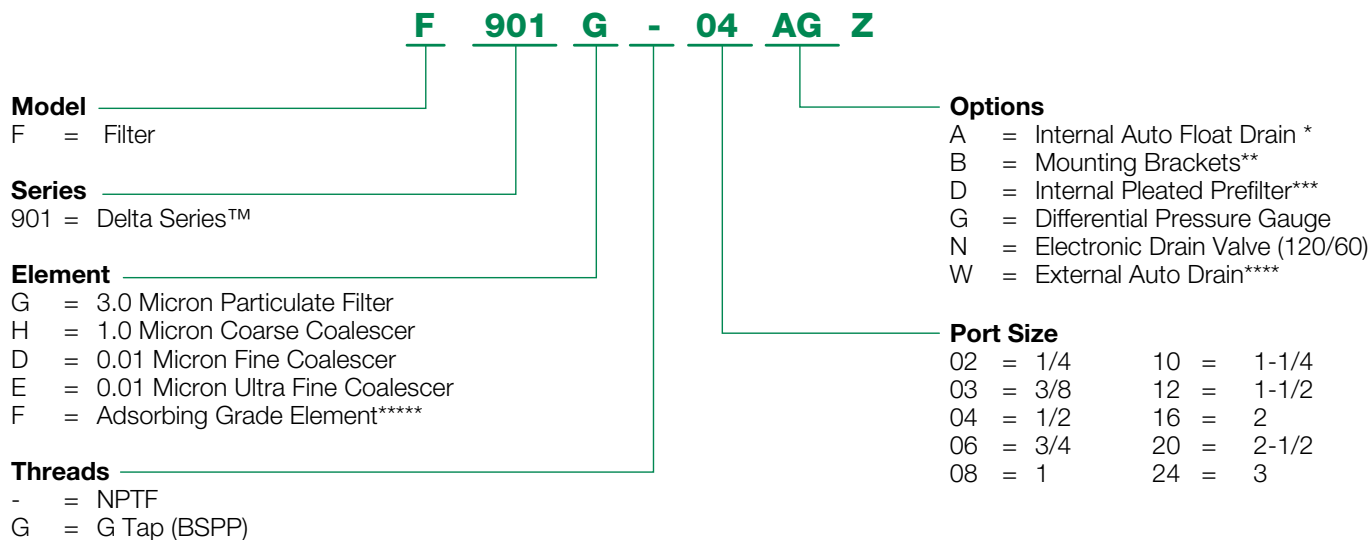 F 901 G - 04 AG Z
Model
F = Filter
Series
901 = Delta Series™
Element
G = 3.0 Micron Particulate Filter
H = 1.0 Micron Coarse Coalescer
D = 0.01 Micron Fine Coalescer
E = 0.01 Micron Ultra Fine Coalescer
F = Adsorbing Grade Element*****
Threads
- = NPTF
G = G Tap (BSPP)
Options
A = Internal Auto Float Drain *
B = Mounting Brackets**
D = Internal Pleated Prefilter***
G = Differential Pressure Gauge
N = Electronic Drain Valve (120/60)
W = External Auto Drain****
Port Size
02 = 1/4 10 = 1-1/4
03 = 3/8 12 = 1-1/2
04 = 1/2 16 = 2
06 = 3/4 20 = 2-1/2
08 = 1 24 = 3